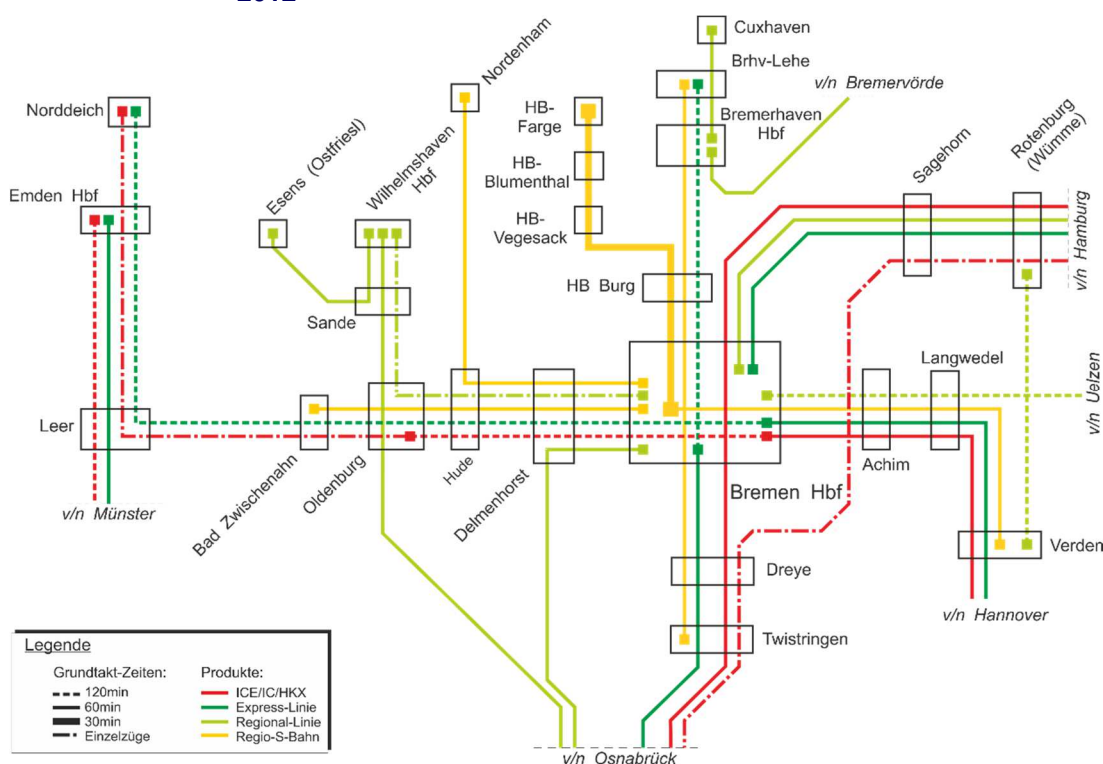 2012
Cuxhaven
Brhv-Lehe
v/n Bremervörde
Nordenham
Norddeich
HB-
Farge
Bremerhaven
Hbf
Esens (Ostfriesl)
Wilhelmshaven
Hbf
HB-
Blumenthal
Sagehorn
Rotenburg
(Wümme)
Emden Hbf
HB-
Vegesack
v/n Hamburg
HB Burg
Sande
Langwedel
v/n Uelzen
Leer
Bad Zwischenahn
Oldenburg
Hude
Delmenhorst
Achim
Bremen Hbf
v/n Münster
Verden
Dreye
v/n Hannover
Twistringen
v/n Osnabrück
Legende
Grundtakt-Zeiten:
120min
60min
30min
Einzelzüge
Produkte:
ICE/IC/HKX
Express-Linie
Regional-Linie
Regio-S-Bahn